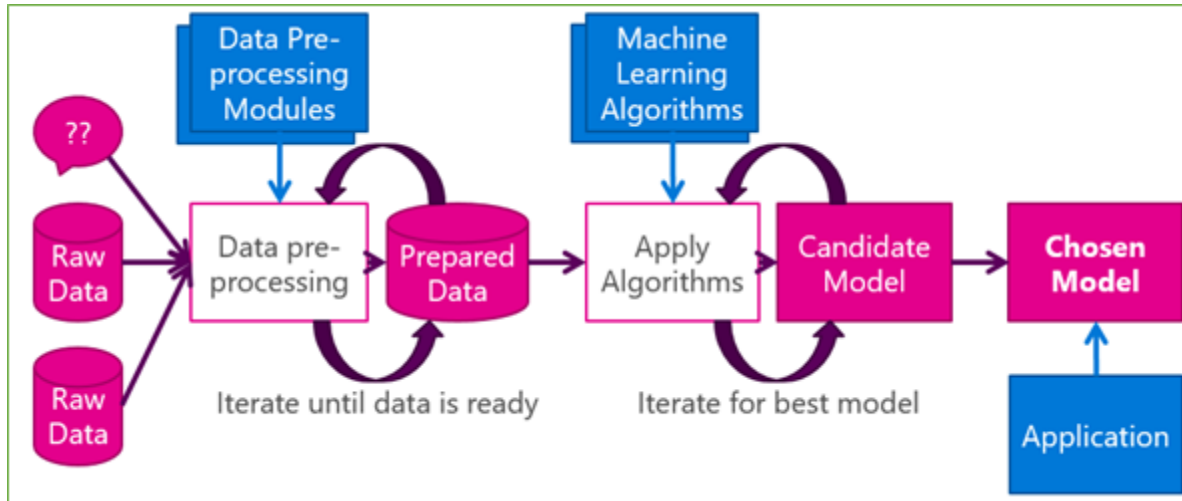 Data Pre-
processing
Modules
Machine
Learning
Algorithms
??
Raw
Data
Data pre-
processing
Prepared
Data
Apply
Algorithms
Candidate
Model
Chosen
Model
Raw
Data
Iterate until data is ready
Iterate for best model
Application